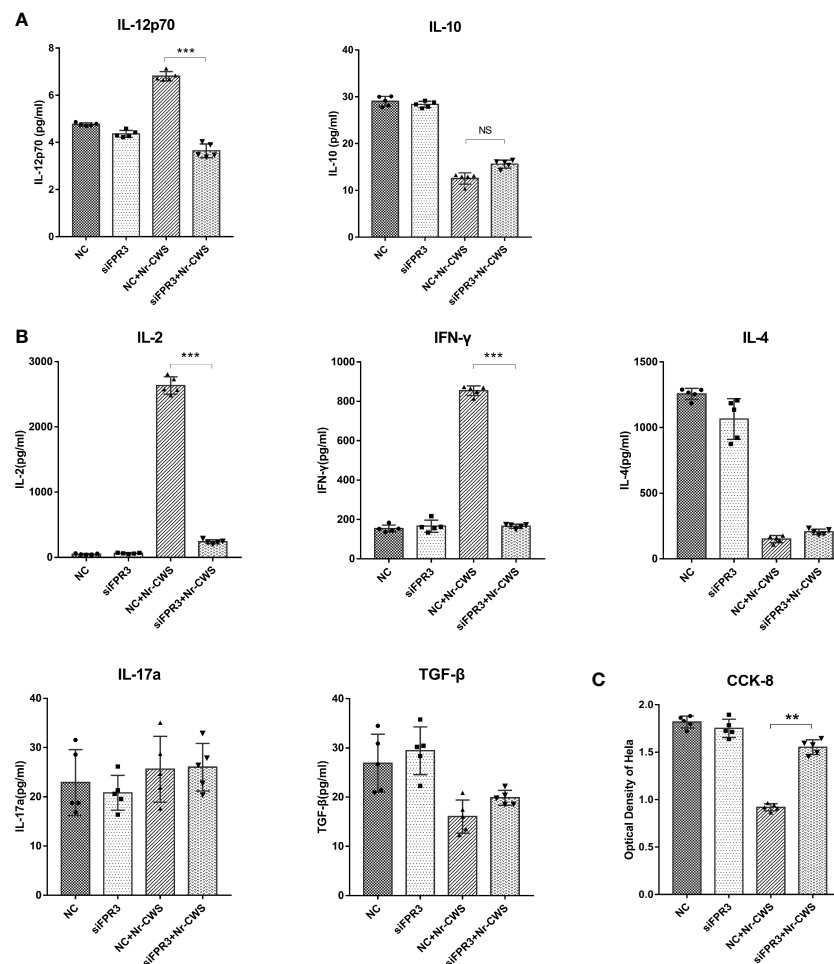 A
IL-12p70
IL-12p70 (pg/ml)
8
6
4
2
0
***
NC
siFPR3
NC+Nr-CWS
siFPR3+Nr-CWS
IL-10
IL-10 (pg/ml)
40
30
20
10
0
NS
NC
siFPR3
NC+Nr-CWS
siFPR3+Nr-CWS
B
IL-2
IL-2(pg/ml)
3000
2000
1000
0
***
NC
siFPR3
NC+Nr-CWS
siFPR3+Nr-CWS
IFN-γ
IFN-γ(pg/ml)
1000
800
600
400
200
0
***
NC
siFPR3
NC+Nr-CWS
siFPR3+Nr-CWS
IL-4
IL-4(pg/ml)
1500
1000
500
0
NC
siFPR3
NC+Nr-CWS
siFPR3+Nr-CWS
IL-17a
IL-17a(pg/ml)
40
30
20
10
0
NC
siFPR3
NC+Nr-CWS
siFPR3+Nr-CWS
TGF-β
TGF-β(pg/ml)
40
30
20
10
0
NC
siFPR3
NC+Nr-CWS
siFPR3+Nr-CWS
C
CCK-8
Optical Density of Hela
2.0
1.5
1.0
0.5
0.0
**
NC
siFPR3
NC+Nr-CWS
siFPR3+Nr-CWS